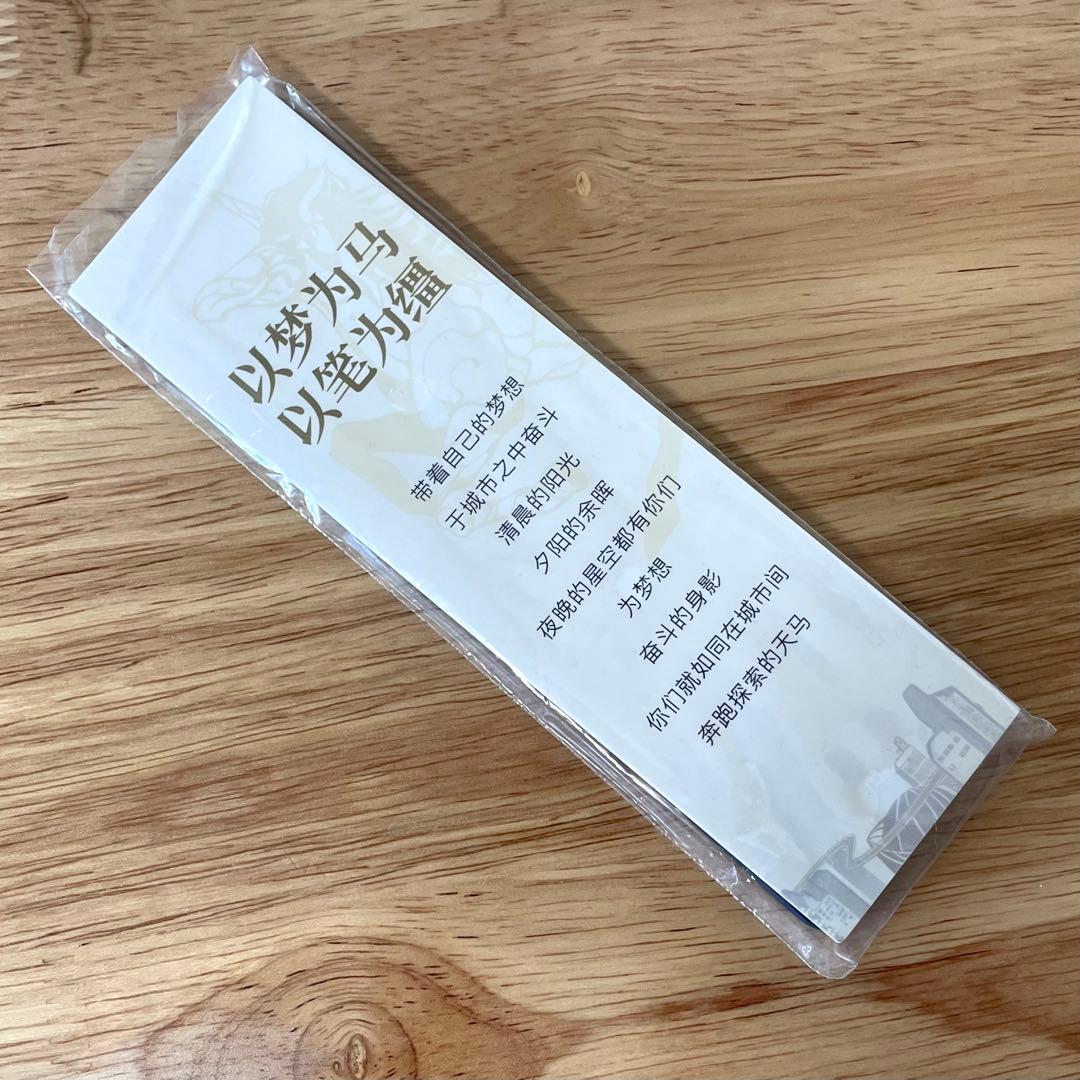 以梦为马
以笔为缰
带着自己的梦想
于城市之中奋斗
清晨的阳光
夕阳的余晖
夜晚的星空都有你们
为梦想
奋斗的身影
你们就如同在城市间
奔跑探索的天马